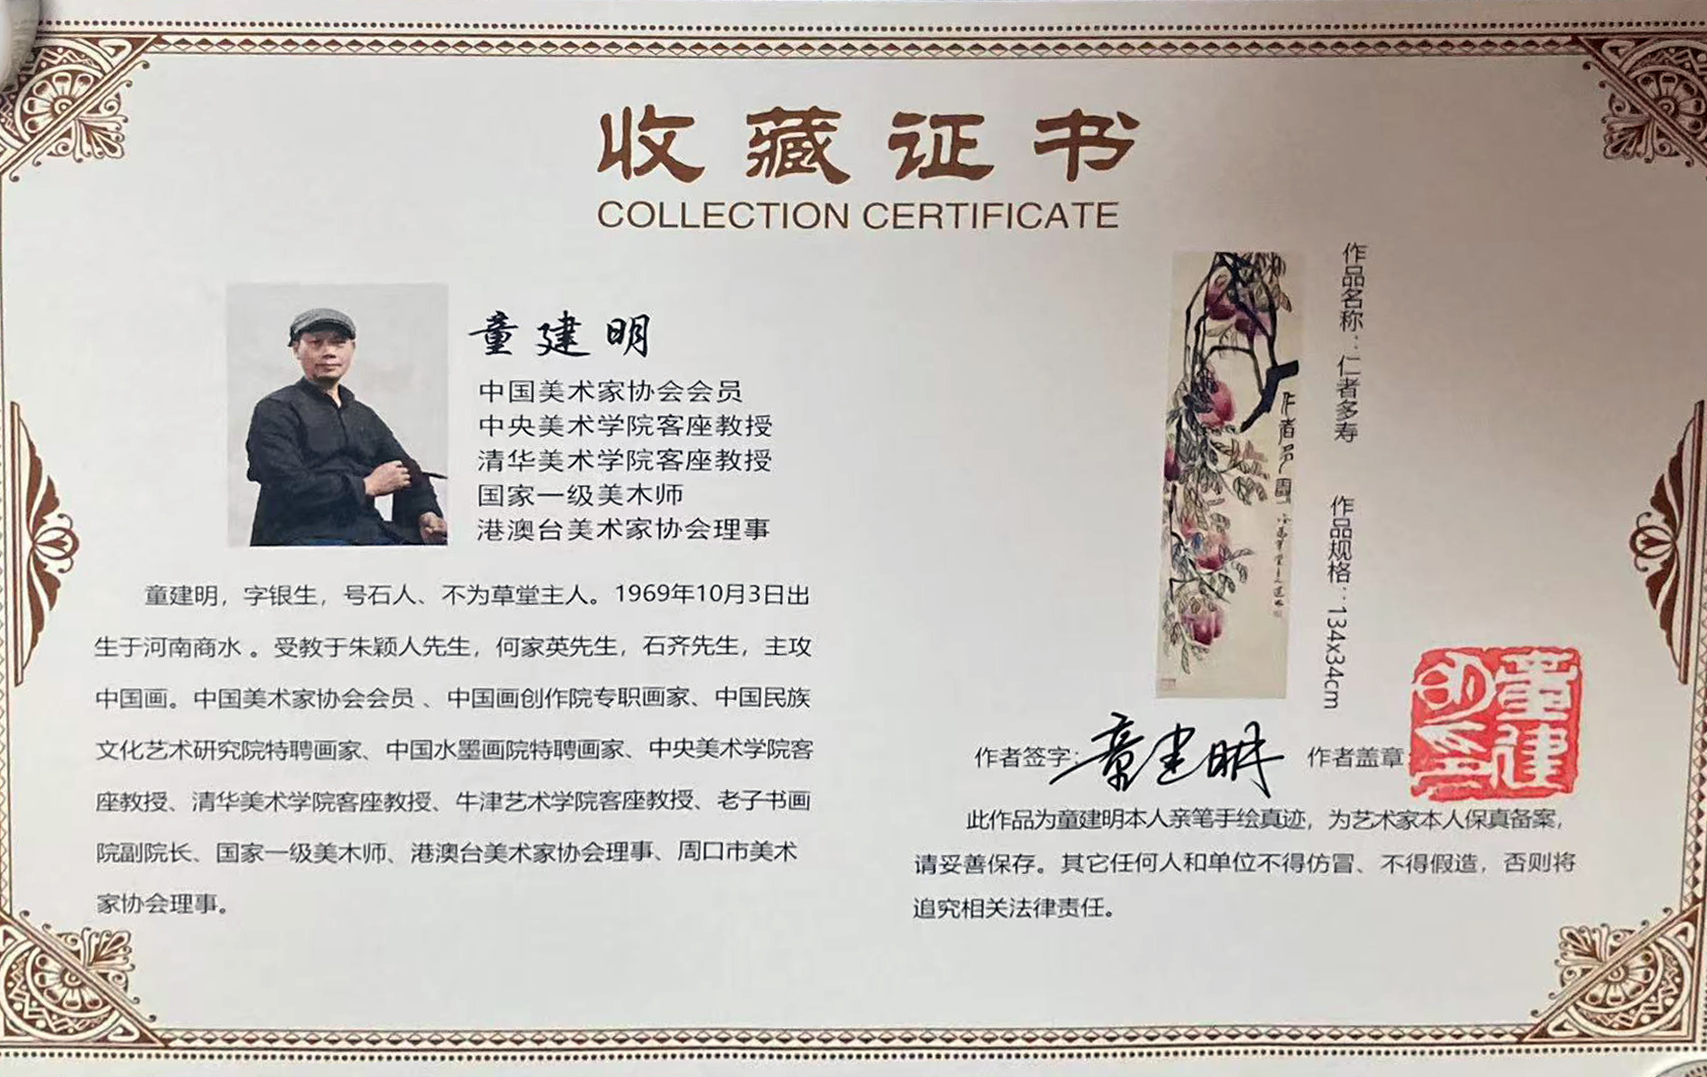 收藏证书
COLLECTION CERTIFICATE
童建明
中国美术家协会会员
中央美术学院客座教授
清华美术学院客座教授
国家一级美木师
港澳台美术家协会理事
童建明，字银生，号石人、不为草堂主人。1969年10月3日出
生于河南商水 。受教于朱颖人先生，何家英先生，石齐先生，主攻
中国画。中国美术家协会会员 、中国画创作院专职画家、中国民族
文化艺术研究院特聘画家、中国水墨画院特聘画家、中央美术学院客
座教授、清华美术学院客座教授、牛津艺术学院客座教授、老子书画
院副院长、国家一级美木师、港澳台美术家协会理事、周口市美术
家协会理事。
作品名称：仁者多寿
作品规格：134x34cm
作者签字：童建明
作者盖章：
童建明
此作品为童建明本人亲笔手绘真迹，为艺术家本人保真备案，
请妥善保存。其它任何人和单位不得仿冒、不得假造，否则将
追究相关法律责任。